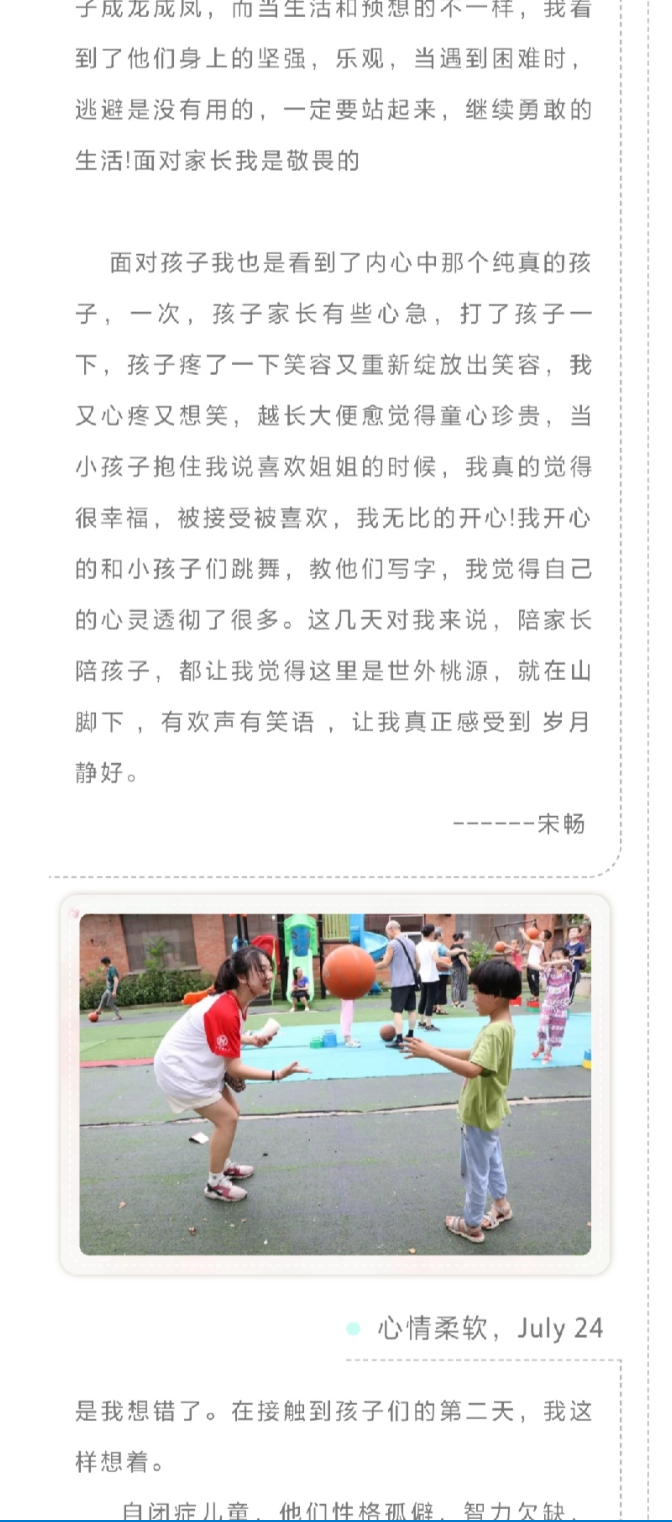 子成龙成凤，而当生活和预想的不一样，我看
到了他们身上的坚强，乐观，当遇到困难时，
逃避是没有用的，一定要站起来，继续勇敢的
生活!面对家长我是敬畏的
面对孩子我也是看到了内心中那个纯真的孩
子，一次，孩子家长有些心急，打了孩子一
下，孩子疼了一下笑容又重新绽放出笑容，我
又心疼又想笑，越长大便愈觉得童心珍贵，当
小孩子抱住我说喜欢姐姐的时候，我真的觉得
很幸福，被接受被喜欢，我无比的开心!我开心
的和小孩子们跳舞，教他们写字，我觉得自己
的心灵透彻了很多。这几天对我来说，陪家长
陪孩子，都让我觉得这里是世外桃源，就在山
脚下 ，有欢声有笑语 ，让我真正感受到 岁月
静好。
------宋畅
心情柔软，July 24
是我想错了。在接触到孩子们的第二天，我这
样想着。
自闭症儿童，他们性格孤僻，智力欠缺，